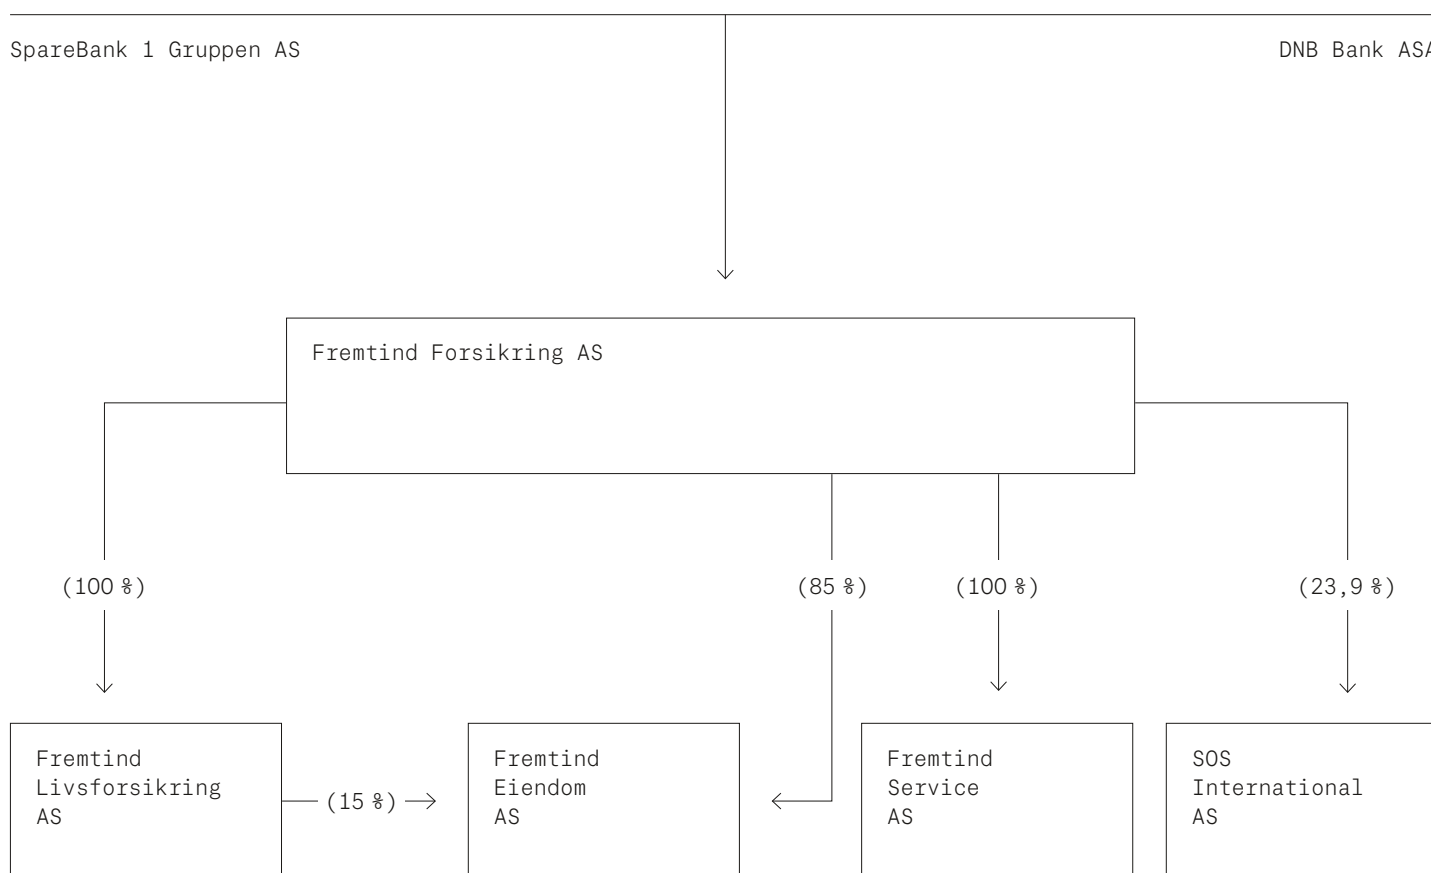 SpareBank 1 Gruppen AS
DNB Bank ASA
Fremtind Forsikring AS
(100 %)
(85 %)
(100 %)
(23,9 %)
Fremtind
Livsforsikring
AS
(15 %)
Fremtind
Eiendom
AS
Fremtind
Service
AS
SOS
International
AS